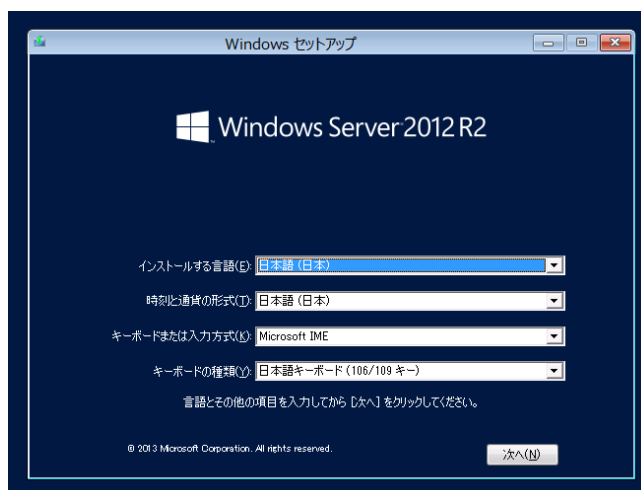 Windows セットアップ
Windows Server 2012 R2
インストールする言語(E): 日本語 (日本)
時刻と通貨の形式(T): 日本語 (日本)
キーボードまたは入力方式(K): Microsoft IME
キーボードの種類(Y): 日本語キーボード (106/109 キー)
言語とその他の項目を入力してから [次へ] をクリックしてください。
© 2013 Microsoft Corporation. All rights reserved.
次へ(N)